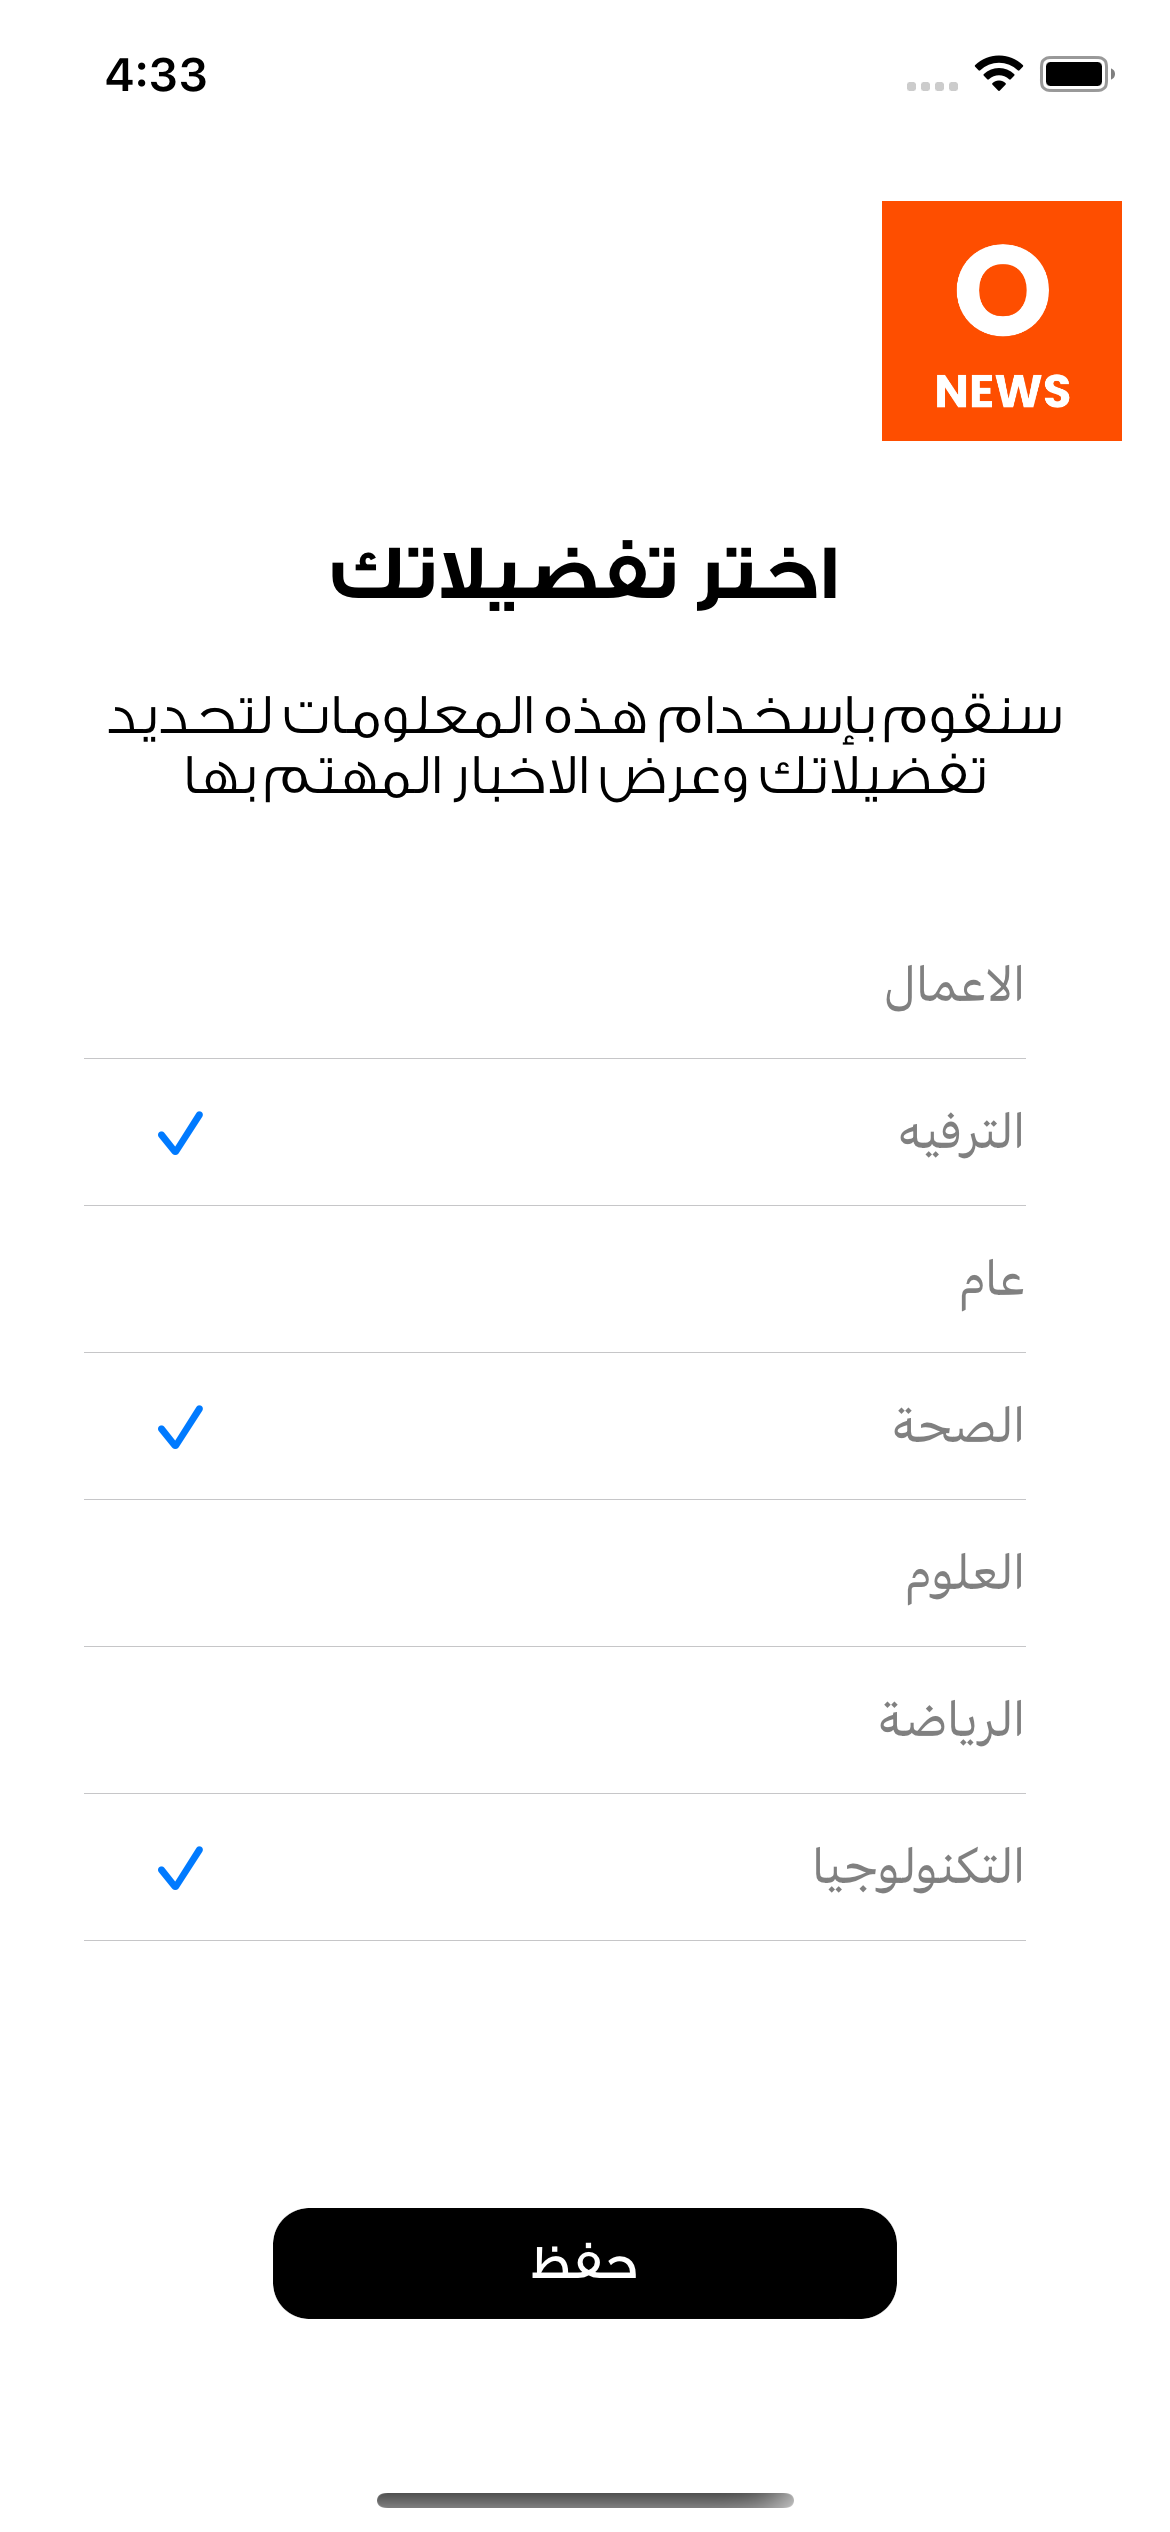 4:33
O
NEWS
اختر تفضيلاتك
سنقوم بإسخدام هذه المعلومات لتحديد
تفضيلاتك وعرض الاخبار المهتم بها
الاعمال
الترفيه
عام
الصحة
العلوم
الرياضة
التكنولوجيا
حفظ